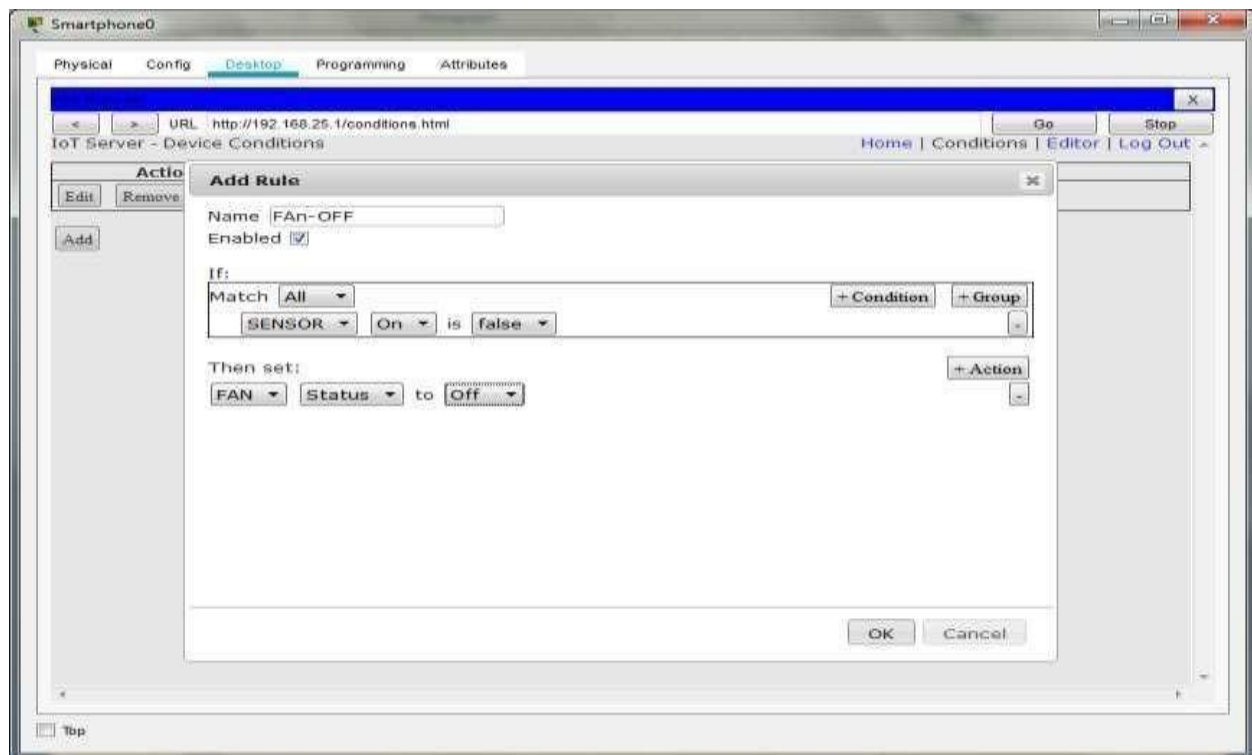 Smartphone0
Physical Config Desktop Programming Attributes
< > URL http://192.168.25.1/conditions.html Go Stop
IoT Server - Device Conditions Home | Conditions | Editor | Log Out
Actio
Edit Remove
Add
Add Rule
Name FAn-OFF
Enabled
If:
Match All + Condition + Group
SENSOR On is false -
Then set: + Action
FAN Status to Off -
OK Cancel
Top